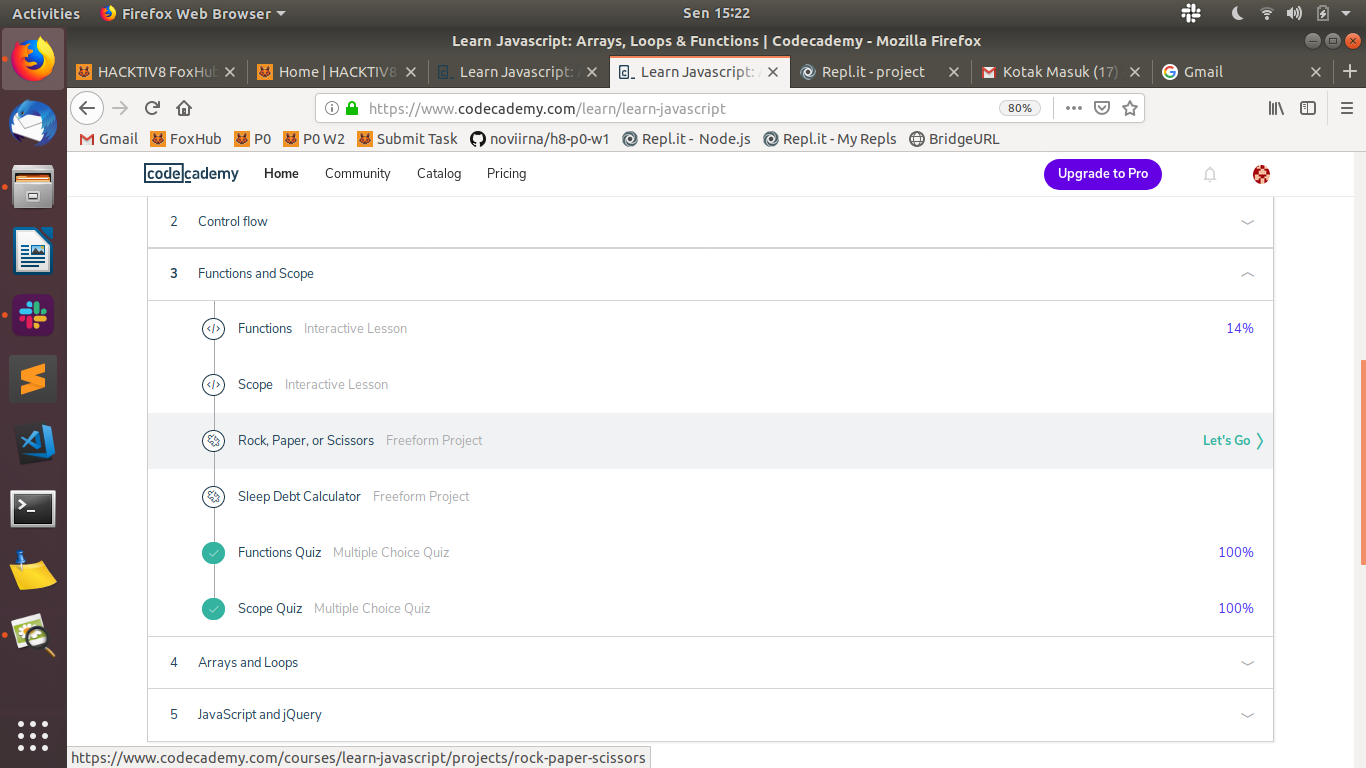 Activities Firefox Web Browser Sen 15:22
Learn Javascript: Arrays, Loops & Functions | Codecademy - Mozilla Firefox
HACKTIV8 FoxHub Home | HACKTIV8 Learn Javascript: A Learn Javascript: A Repl.it - project Kotak Masuk (17) Gmail
https://www.codecademy.com/learn/learn-javascript 80%
Gmail FoxHub P0 P0 W2 Submit Task noviirna/h8-p0-w1 Repl.it - Node.js Repl.it - My Repls BridgeURL
codecademy Home Community Catalog Pricing Upgrade to Pro
2 Control flow
3 Functions and Scope
Functions Interactive Lesson 14%
Scope Interactive Lesson
Rock, Paper, or Scissors Freeform Project Let's Go
Sleep Debt Calculator Freeform Project
Functions Quiz Multiple Choice Quiz 100%
Scope Quiz Multiple Choice Quiz 100%
4 Arrays and Loops
5 JavaScript and jQuery
https://www.codecademy.com/courses/learn-javascript/projects/rock-paper-scissors